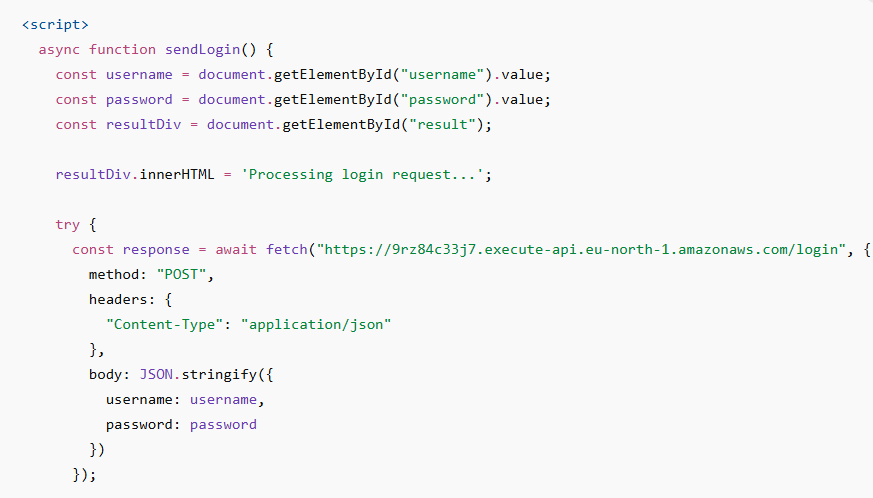 <script>
async function sendLogin() {
const username = document.getElementById("username").value;
const password = document.getElementById("password").value;
const resultDiv = document.getElementById("result");
resultDiv.innerHTML = 'Processing login request...';
try {
const response = await fetch("https://9rz84c33j7.execute-api.eu-north-1.amazonaws.com/login", {
method: "POST",
headers: {
"Content-Type": "application/json"
},
body: JSON.stringify({
username: username,
password: password
})
});